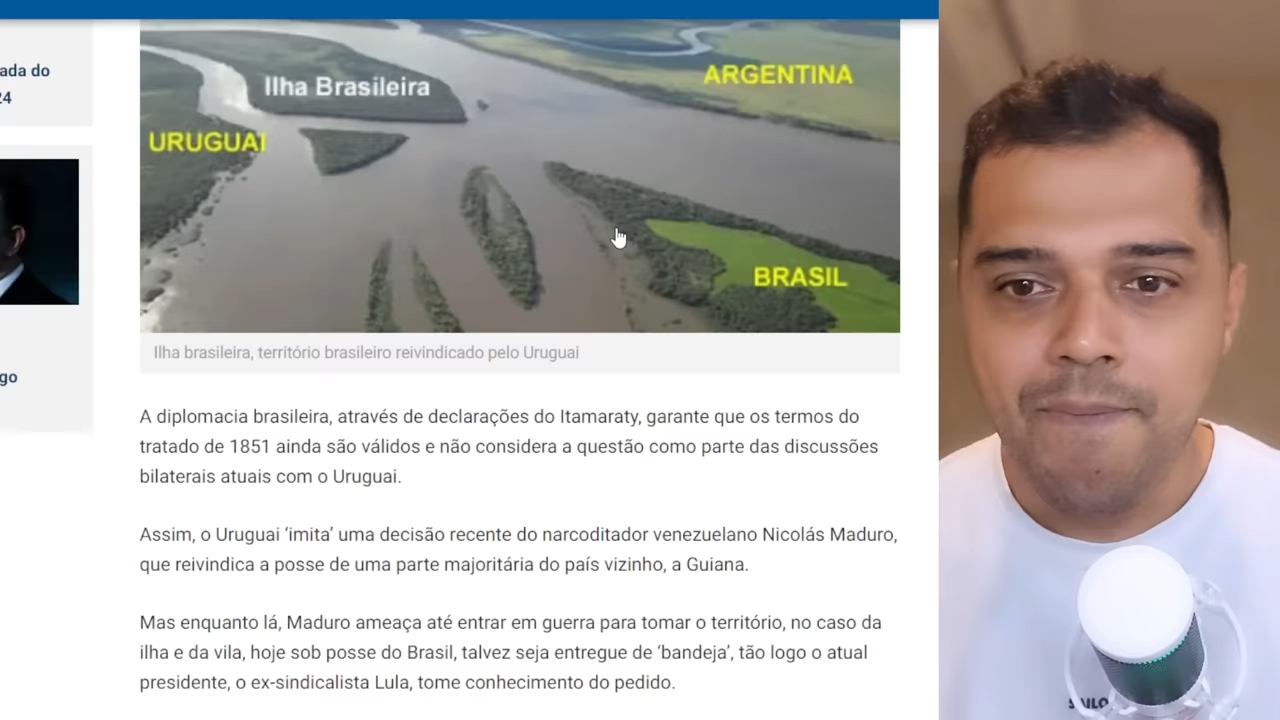 ada do
24
go
Ilha Brasileira
ARGENTINA
URUGUAI
BRASIL
Ilha brasileira, território brasileiro reivindicado pelo Uruguai
A diplomacia brasileira, através de declarações do Itamaraty, garante que os termos do
tratado de 1851 ainda são válidos e não considera a questão como parte das discussões
bilaterais atuais com o Uruguai.
Assim, o Uruguai ‘imita’ uma decisão recente do narcoditador venezuelano Nicolás Maduro,
que reivindica a posse de uma parte majoritária do país vizinho, a Guiana.
Mas enquanto lá, Maduro ameaça até entrar em guerra para tomar o território, no caso da
ilha e da vila, hoje sob posse do Brasil, talvez seja entregue de ‘bandeja’, tão logo o atual
presidente, o ex-sindicalista Lula, tome conhecimento do pedido.